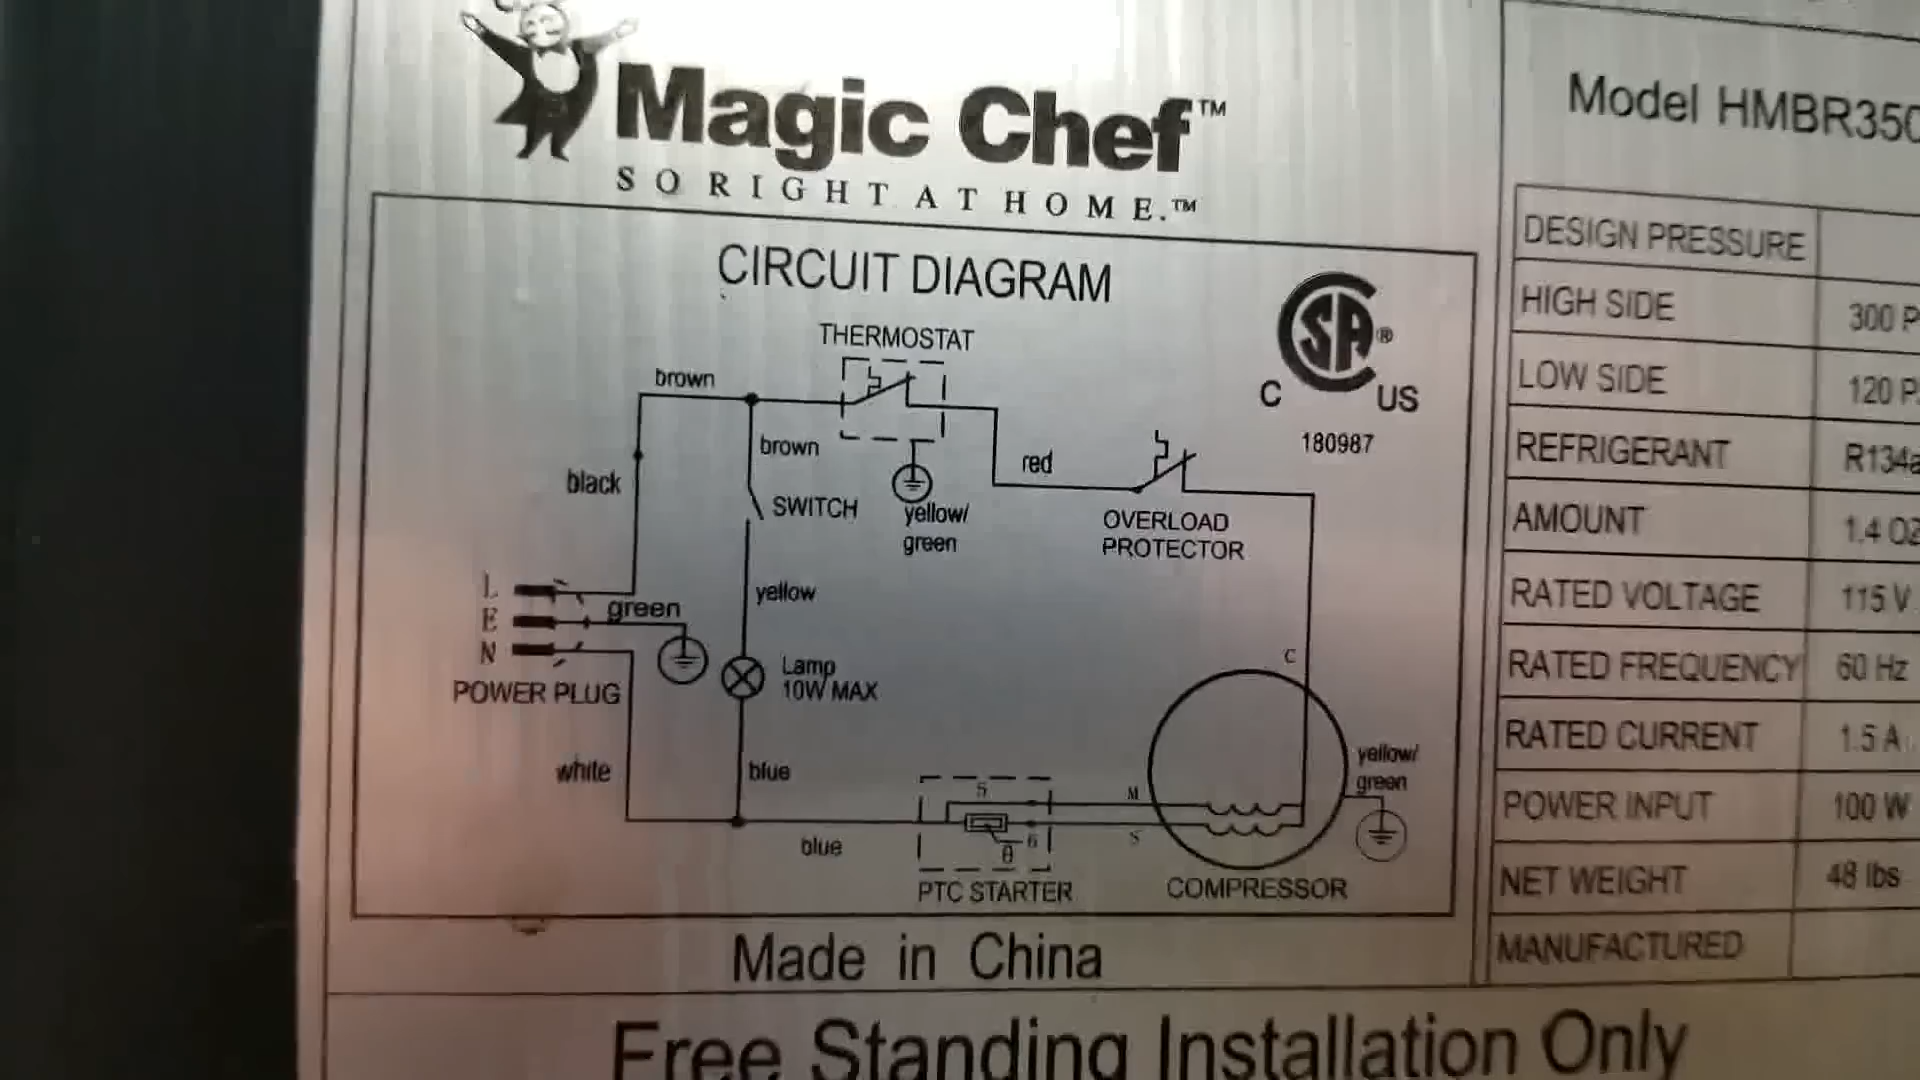 Magic Chef™
SO RIGHT AT HOME.™
CIRCUIT DIAGRAM
THERMOSTAT
brown
brown
black
SWITCH
yellow/
green
red
OVERLOAD
PROTECTOR
CSA®
C US
180987
L
E
N
green
POWER PLUG
yellow
Lamp
10W MAX
white
blue
blue
5
6
θ
PTC STARTER
M
S
C
COMPRESSOR
yellow/
green
Made in China
Free Standing Installation Only
Model HMBR350
DESIGN PRESSURE
HIGH SIDE 300
LOW SIDE 120
REFRIGERANT R134a
AMOUNT 1.4 OZ
RATED VOLTAGE 115 V
RATED FREQUENCY 60 Hz
RATED CURRENT 1.5 A
POWER INPUT 100 W
NET WEIGHT 48 lbs
MANUFACTURED